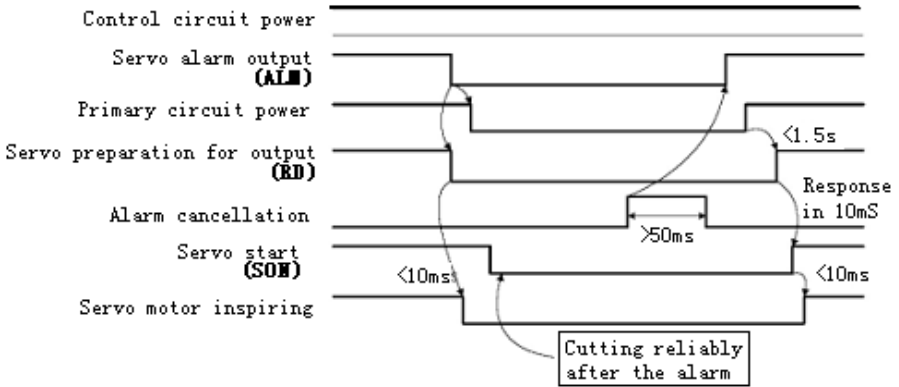 Control circuit power
Servo alarm output
(ALM)
Primary circuit power
<1.5s
Servo preparation for output
(RD)
Response
in 10mS
Alarm cancellation
>50ms
Servo start
(SON)
<10ms
<10ms
Servo motor inspiring
Cutting reliably
after the alarm